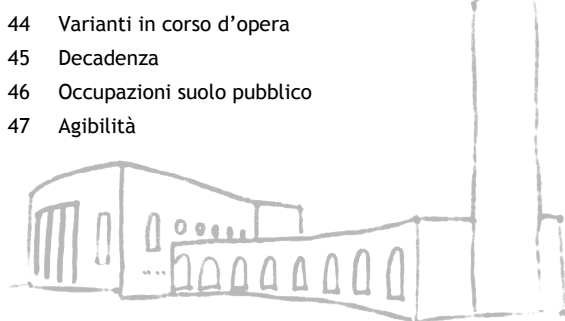 44 Varianti in corso d’opera
45 Decadenza
46 Occupazioni suolo pubblico
47 Agibilità